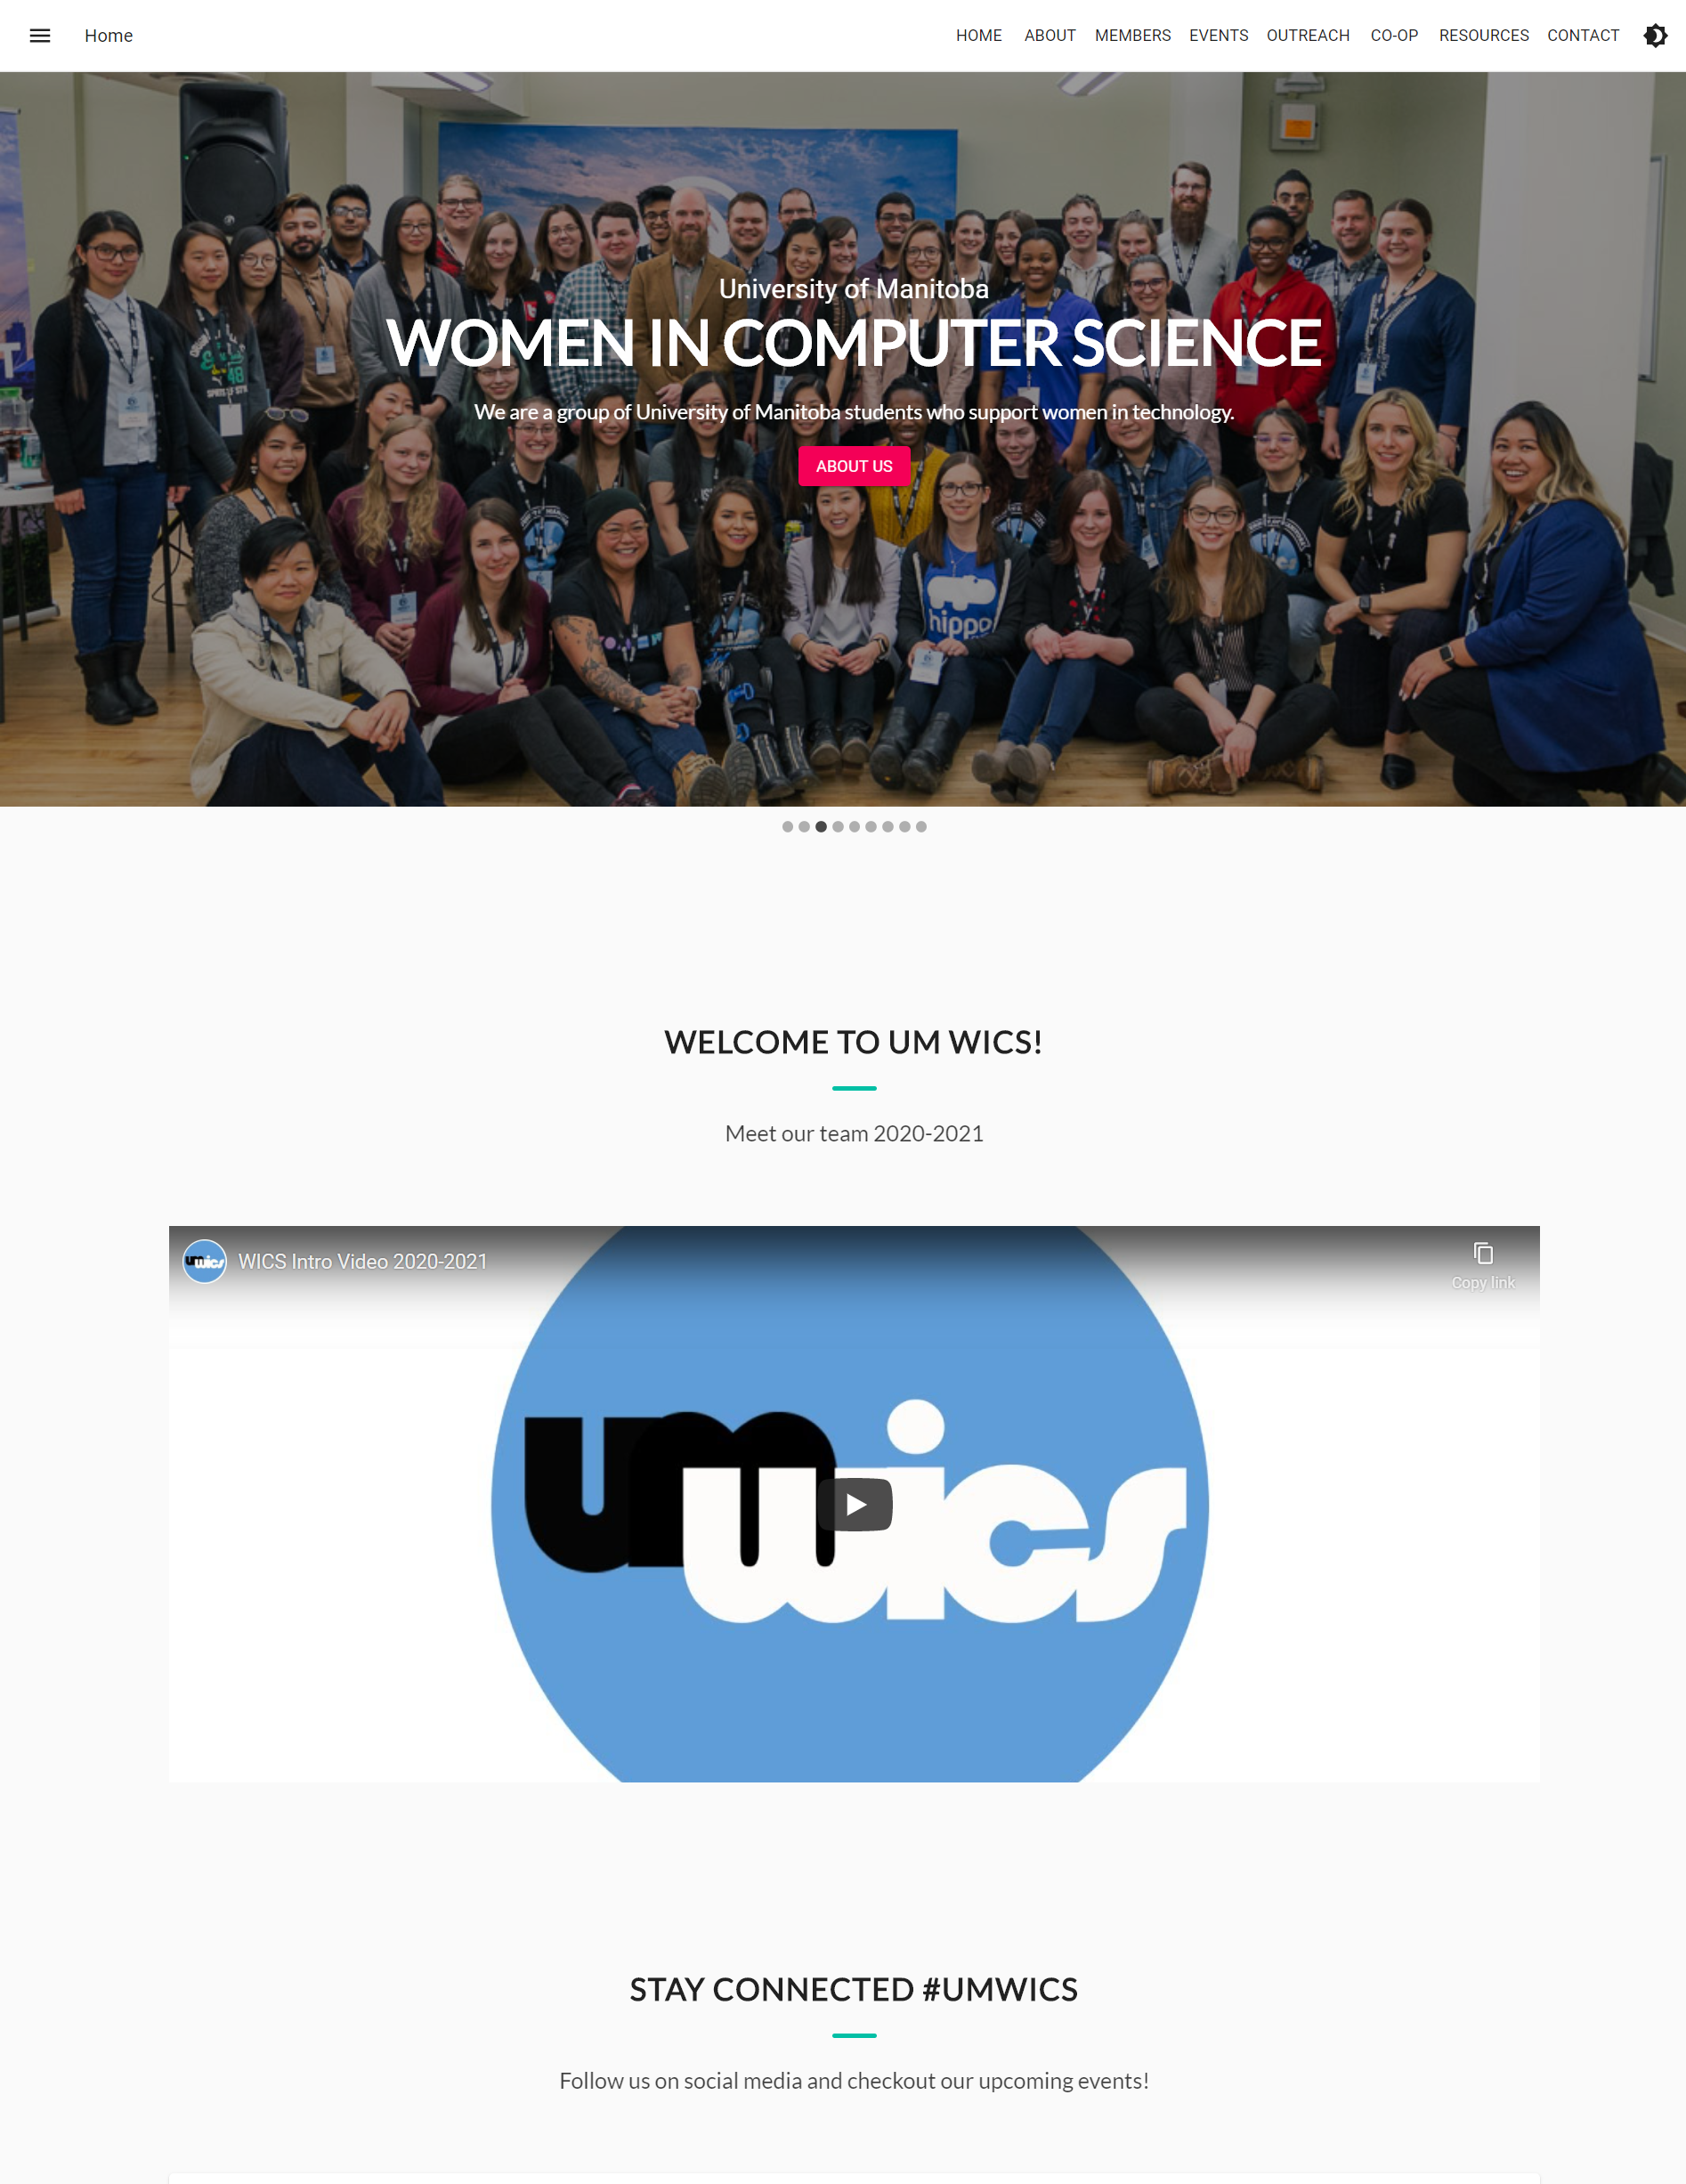 Home
HOME ABOUT MEMBERS EVENTS OUTREACH CO-OP RESOURCES CONTACT
University of Manitoba
WOMEN IN COMPUTER SCIENCE
We are a group of University of Manitoba students who support women in technology.
ABOUT US
48
hippo
WELCOME TO UM WICS!
Meet our team 2020-2021
umwics
WICS Intro Video 2020-2021
Copy link
umwics
STAY CONNECTED #UMWICS
Follow us on social media and checkout our upcoming events!